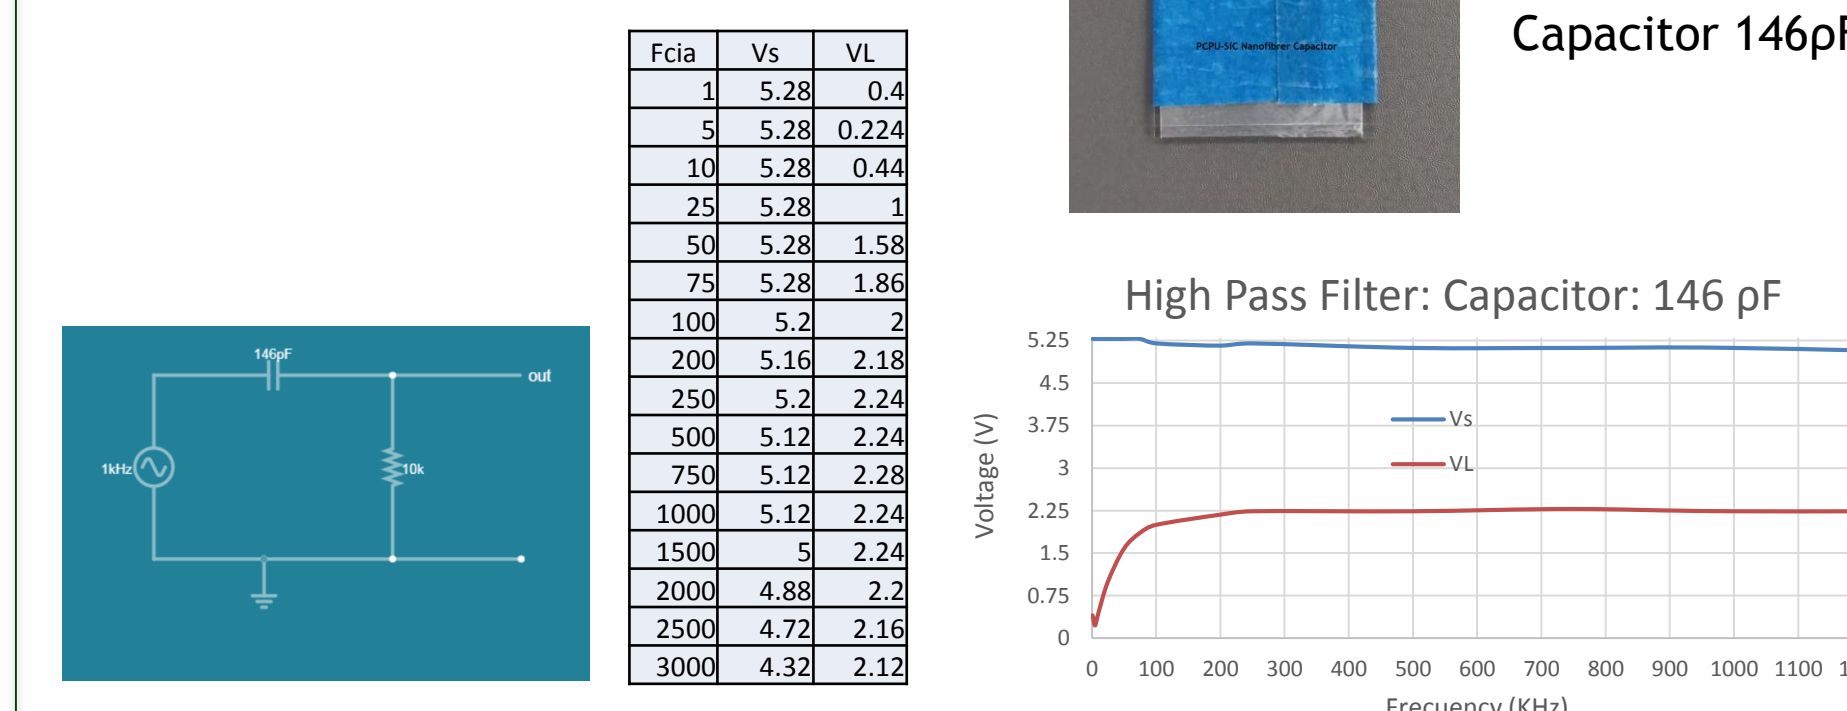 Capacitor 146ρF
PCPU-SIC Nanofibrer Capacitor
Fcia Vs VL
1 5.28 0.4
5 5.28 0.224
10 5.28 0.44
25 5.28 1
50 5.28 1.58
75 5.28 1.86
100 5.2 2
200 5.16 2.18
250 5.2 2.24
500 5.12 2.24
750 5.12 2.28
1000 5.12 2.24
1500 5 2.24
2000 4.88 2.2
2500 4.72 2.16
3000 4.32 2.12
146pF
out
1kHz
10k
High Pass Filter: Capacitor: 146 ρF
Voltage (V)
5.25
4.5
3.75
3
2.25
1.5
0.75
0
Vs
VL
0 100 200 300 400 500 600 700 800 900 1000 1100
Frecuency (KHz)